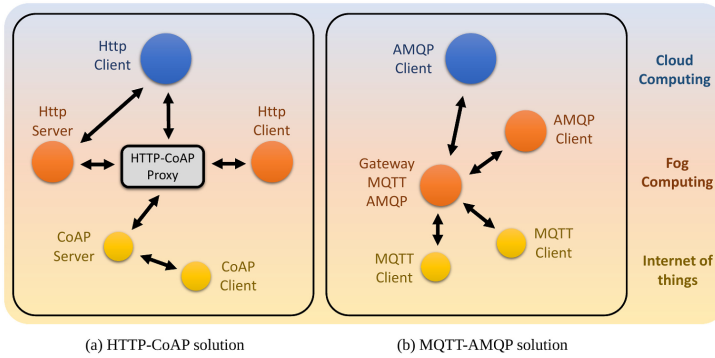 Http
Client
Http
Server
Http
Client
HTTP-CoAP
Proxy
CoAP
Server
CoAP
Client
AMQP
Client
AMQP
Client
Gateway
MQTT
AMQP
MQTT
Client
MQTT
Client
Cloud
Computing
Fog
Computing
Internet of
things
(a) HTTP-CoAP solution
(b) MQTT-AMQP solution